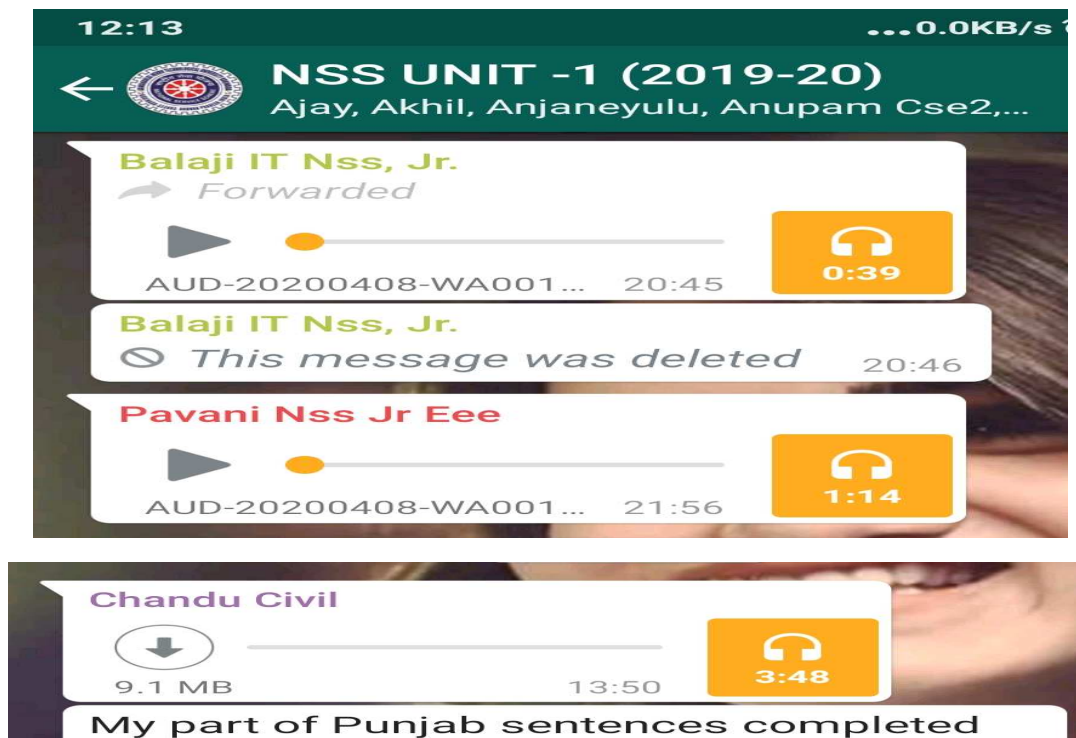 12:13 ...0.0KB/s
NSS UNIT -1 (2019-20)
Ajay, Akhil, Anjaneyulu, Anupam Cse2,...
Balaji IT Nss, Jr.
Forwarded
AUD-20200408-WA001... 20:45 0:39
Balaji IT Nss, Jr.
This message was deleted 20:46
Pavani Nss Jr Eee
AUD-20200408-WA001... 21:56 1:14
Chandu Civil
9.1 MB 13:50 3:48
My part of Punjab sentences completed